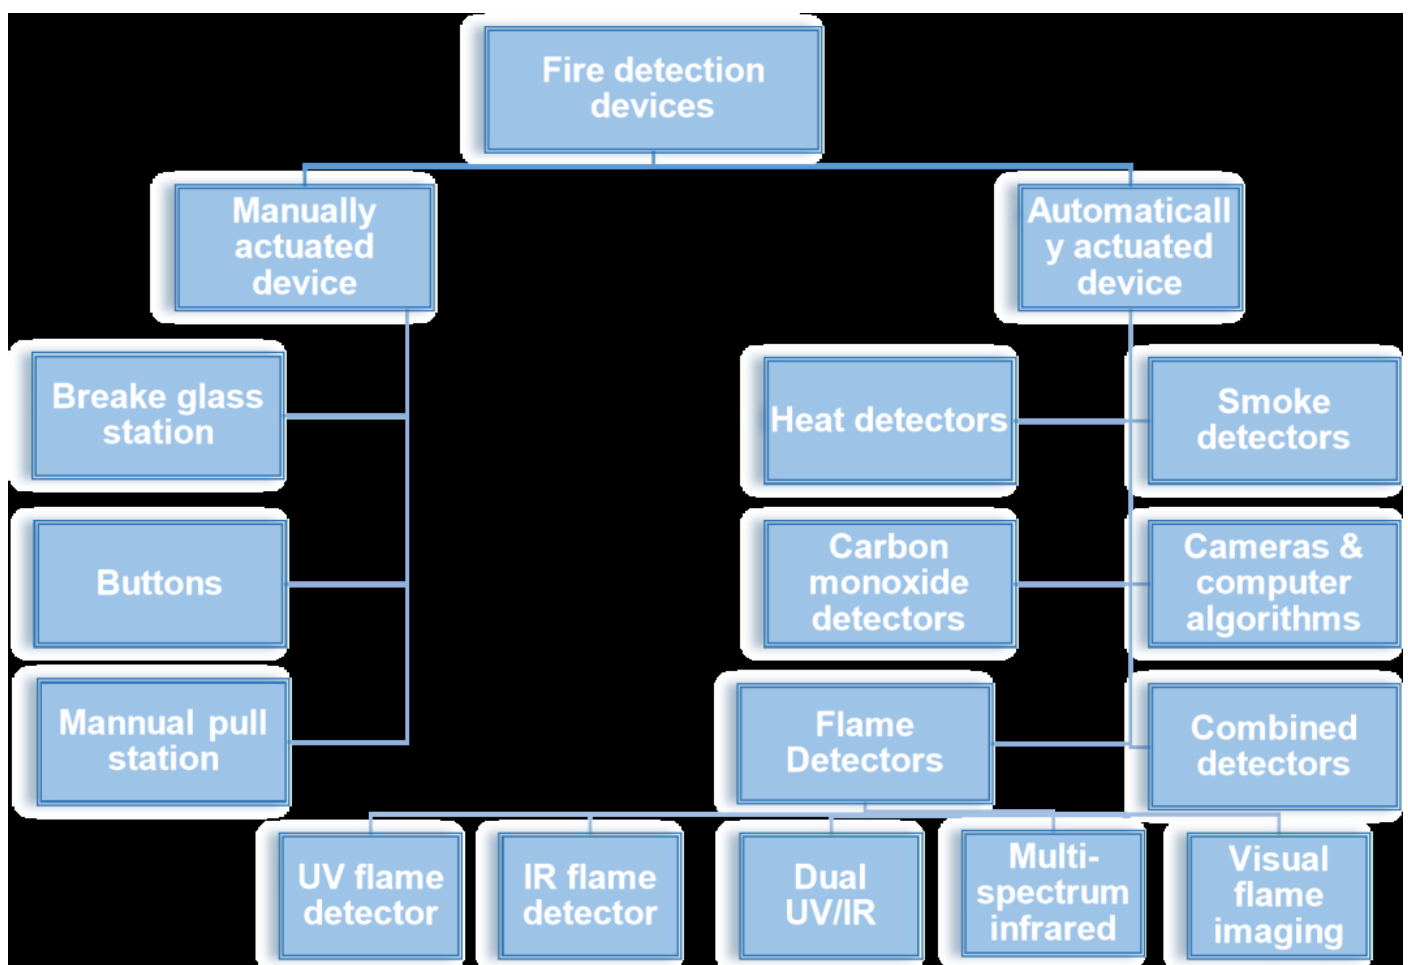 Fire detection
devices
Manually
actuated
device
Automaticall
y actuated
device
Breake glass
station
Heat detectors
Smoke
detectors
Buttons
Carbon
monoxide
detectors
Cameras &
computer
algorithms
Mannual pull
station
Flame
Detectors
Combined
detectors
UV flame
detector
IR flame
detector
Dual
UV/IR
Multi-
spectrum
infrared
Visual
flame
imaging